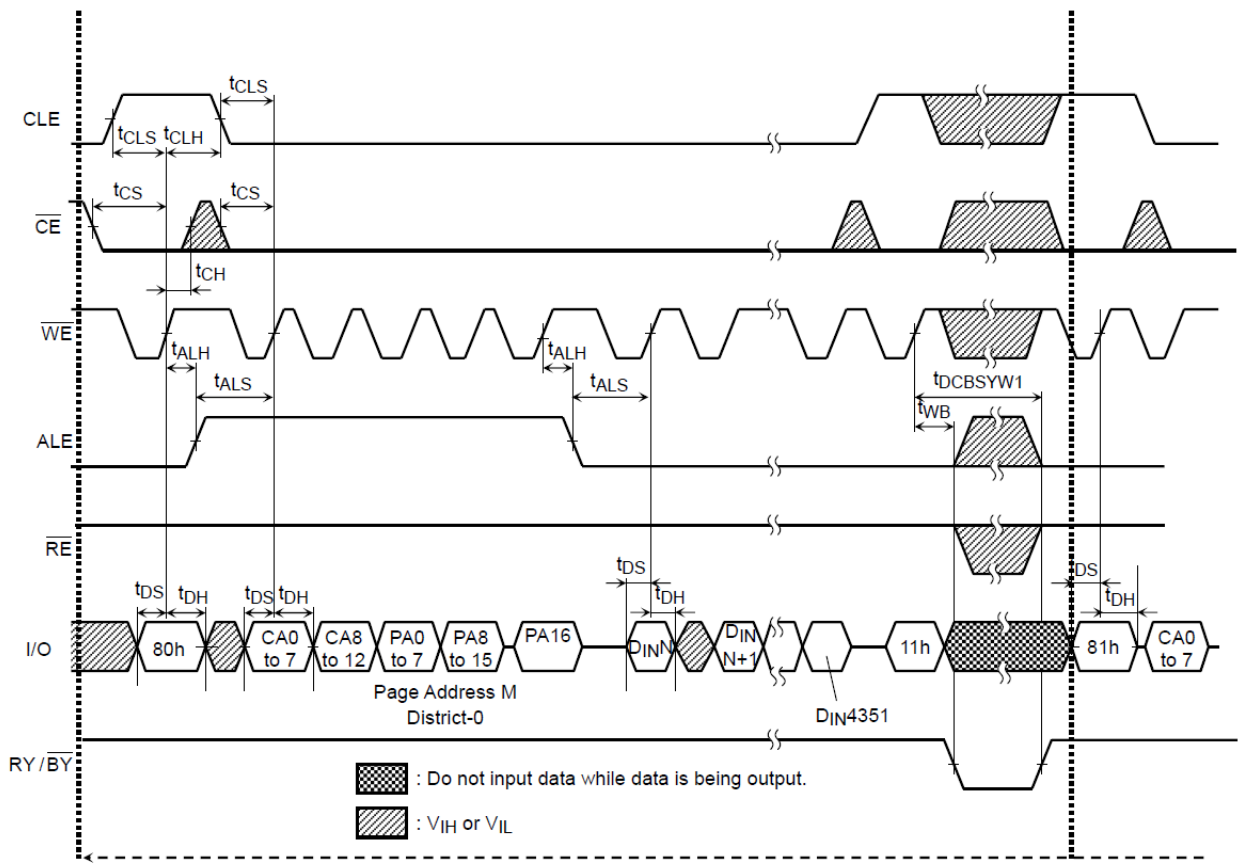 tCLS
CLE
tCLS tCLH
tCS tCS
CE
tCH
WE
tALH tALH
tALS tALS
tDCBSYW1
tWB
ALE
RE
tDS tDH tDS tDH tDS tDH DS tDH
I/O
80h
CA0 to 7
CA8 to 12
PA0 to 7
PA8 to 15
PA16
DINN
DIN N+1
11h
81h
CA0 to 7
Page Address M
District-0
DIN4351
RY/BY
: Do not input data while data is being output.
: VIH or VIL